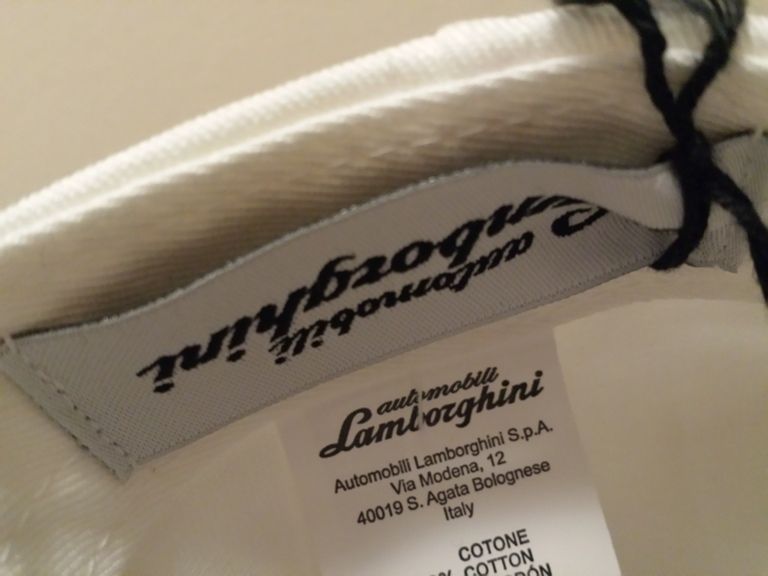 automobili
Lamborghini
automobili
Lamborghini
Automobili Lamborghini S.p.A.
Via Modena, 12
40019 S. Agata Bolognese
Italy
COTONE
% COTTON